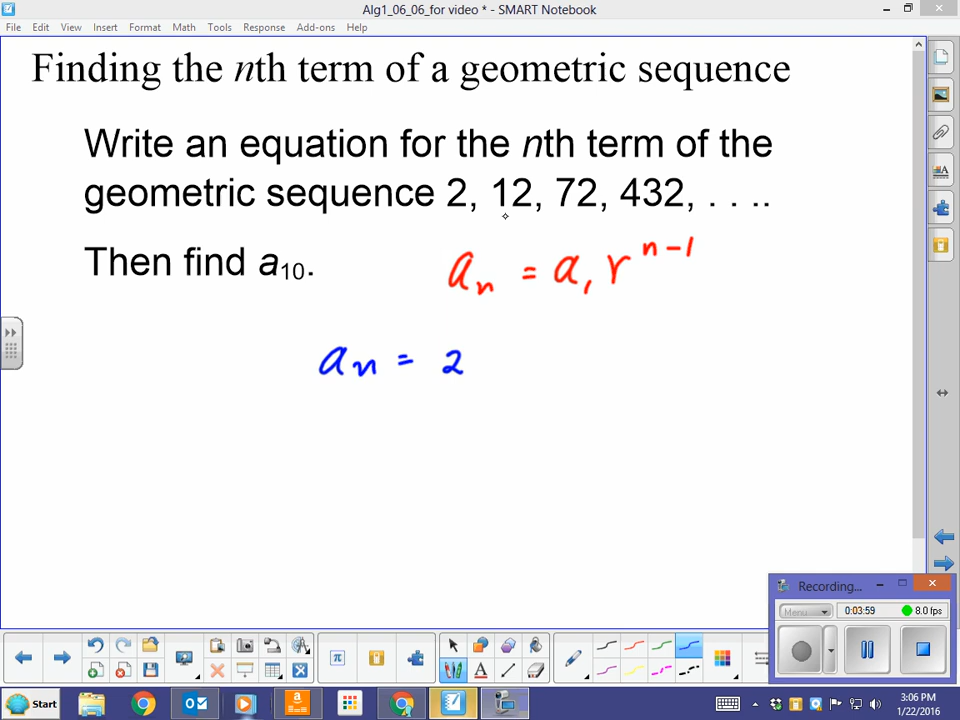 Alg1_06_06_for video * - SMART Notebook
File Edit View Insert Format Math Tools Favorites Add-ons Help
Finding the nth term of a geometric sequence
Write an equation for the nth term of the
geometric sequence 2, 12, 72, 432, . . ..
Then find a₁₀.
aₙ = a₁ rⁿ⁻¹
aₙ = 2
Recording...
Menu
0:03:59
8.0 fps
Start
3:06 PM
1/22/2016